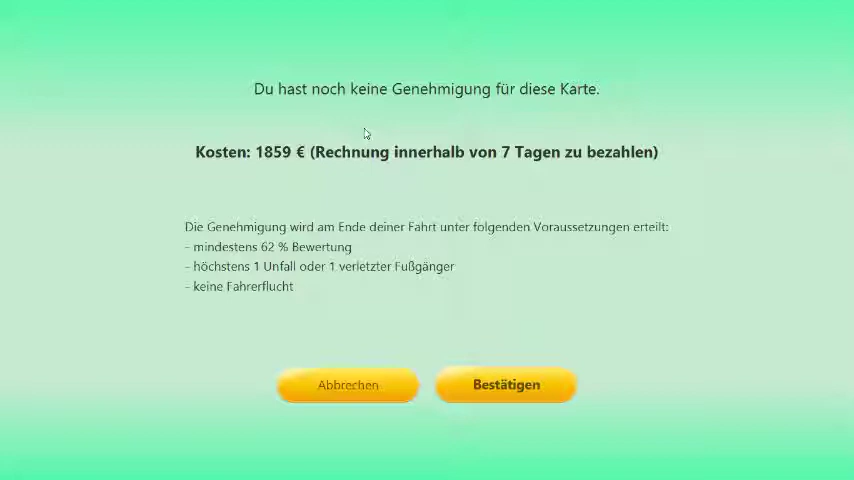 Du hast noch keine Genehmigung für diese Karte.
Kosten: 1859 € (Rechnung innerhalb von 7 Tagen zu bezahlen)
Die Genehmigung wird am Ende deiner Fahrt unter folgenden Voraussetzungen erteilt:
- mindestens 62 % Bewertung
- höchstens 1 Unfall oder 1 verletzter Fußgänger
- keine Fahrerflucht
Abbrechen
Bestätigen